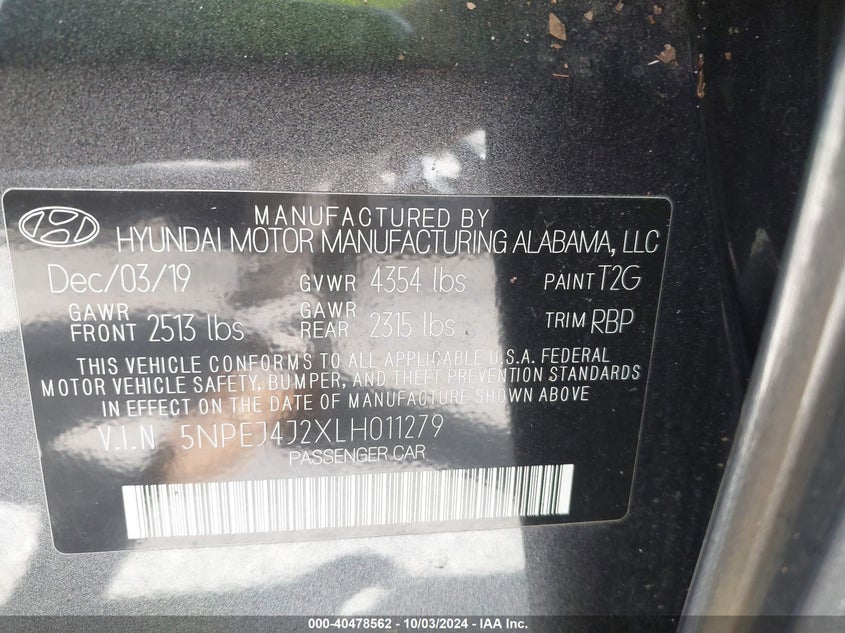 MANUFACTURED BY
HYUNDAI MOTOR MANUFACTURING ALABAMA, LLC
Dec/03/19 GVWR 4354 lbs PAINT T2G
GAWR FRONT 2513 lbs GAWR REAR 2315 lbs TRIM RBP
THIS VEHICLE CONFORMS TO ALL APPLICABLE U.S.A. FEDERAL
MOTOR VEHICLE SAFETY, BUMPER, AND THEFT PREVENTION STANDARDS
IN EFFECT ON THE DATE OF MANUFACTURE SHOWN ABOVE
V.I.N 5NPEJ4J2XLH011279
PASSENGER CAR
000-40478562 - 10/03/2024 - IAA Inc.